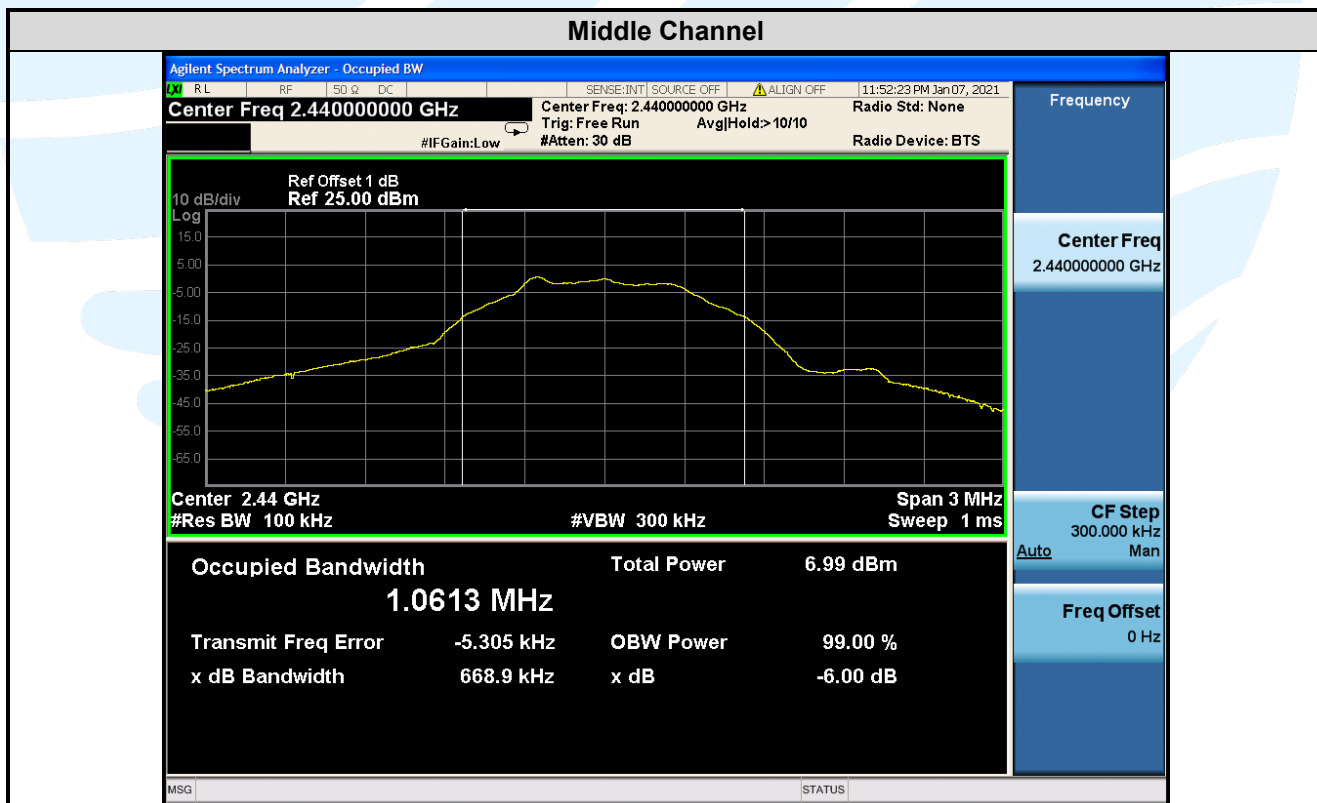 Middle Channel
Agilent Spectrum Analyzer - Occupied BW
LXI RL RF 50 Ω DC SENSE:INT SOURCE OFF ALIGN OFF 11:52:23 PM Jan 07, 2021
Center Freq 2.440000000 GHz
Center Freq: 2.440000000 GHz Radio Std: None
Trig: Free Run Avg|Hold:>10/10
#IFGain:Low #Atten: 30 dB Radio Device: BTS
Ref Offset 1 dB
10 dB/div Ref 25.00 dBm
Log
15.0
5.00
-5.00
-15.0
-25.0
-35.0
-45.0
-55.0
-65.0
Center 2.44 GHz Span 3 MHz
#Res BW 100 kHz #VBW 300 kHz Sweep 1 ms
Occupied Bandwidth Total Power 6.99 dBm
1.0613 MHz
Transmit Freq Error -5.305 kHz OBW Power 99.00 %
x dB Bandwidth 668.9 kHz x dB -6.00 dB
Frequency
Center Freq
2.440000000 GHz
CF Step
300.000 kHz
Auto Man
Freq Offset
0 Hz
MSG STATUS